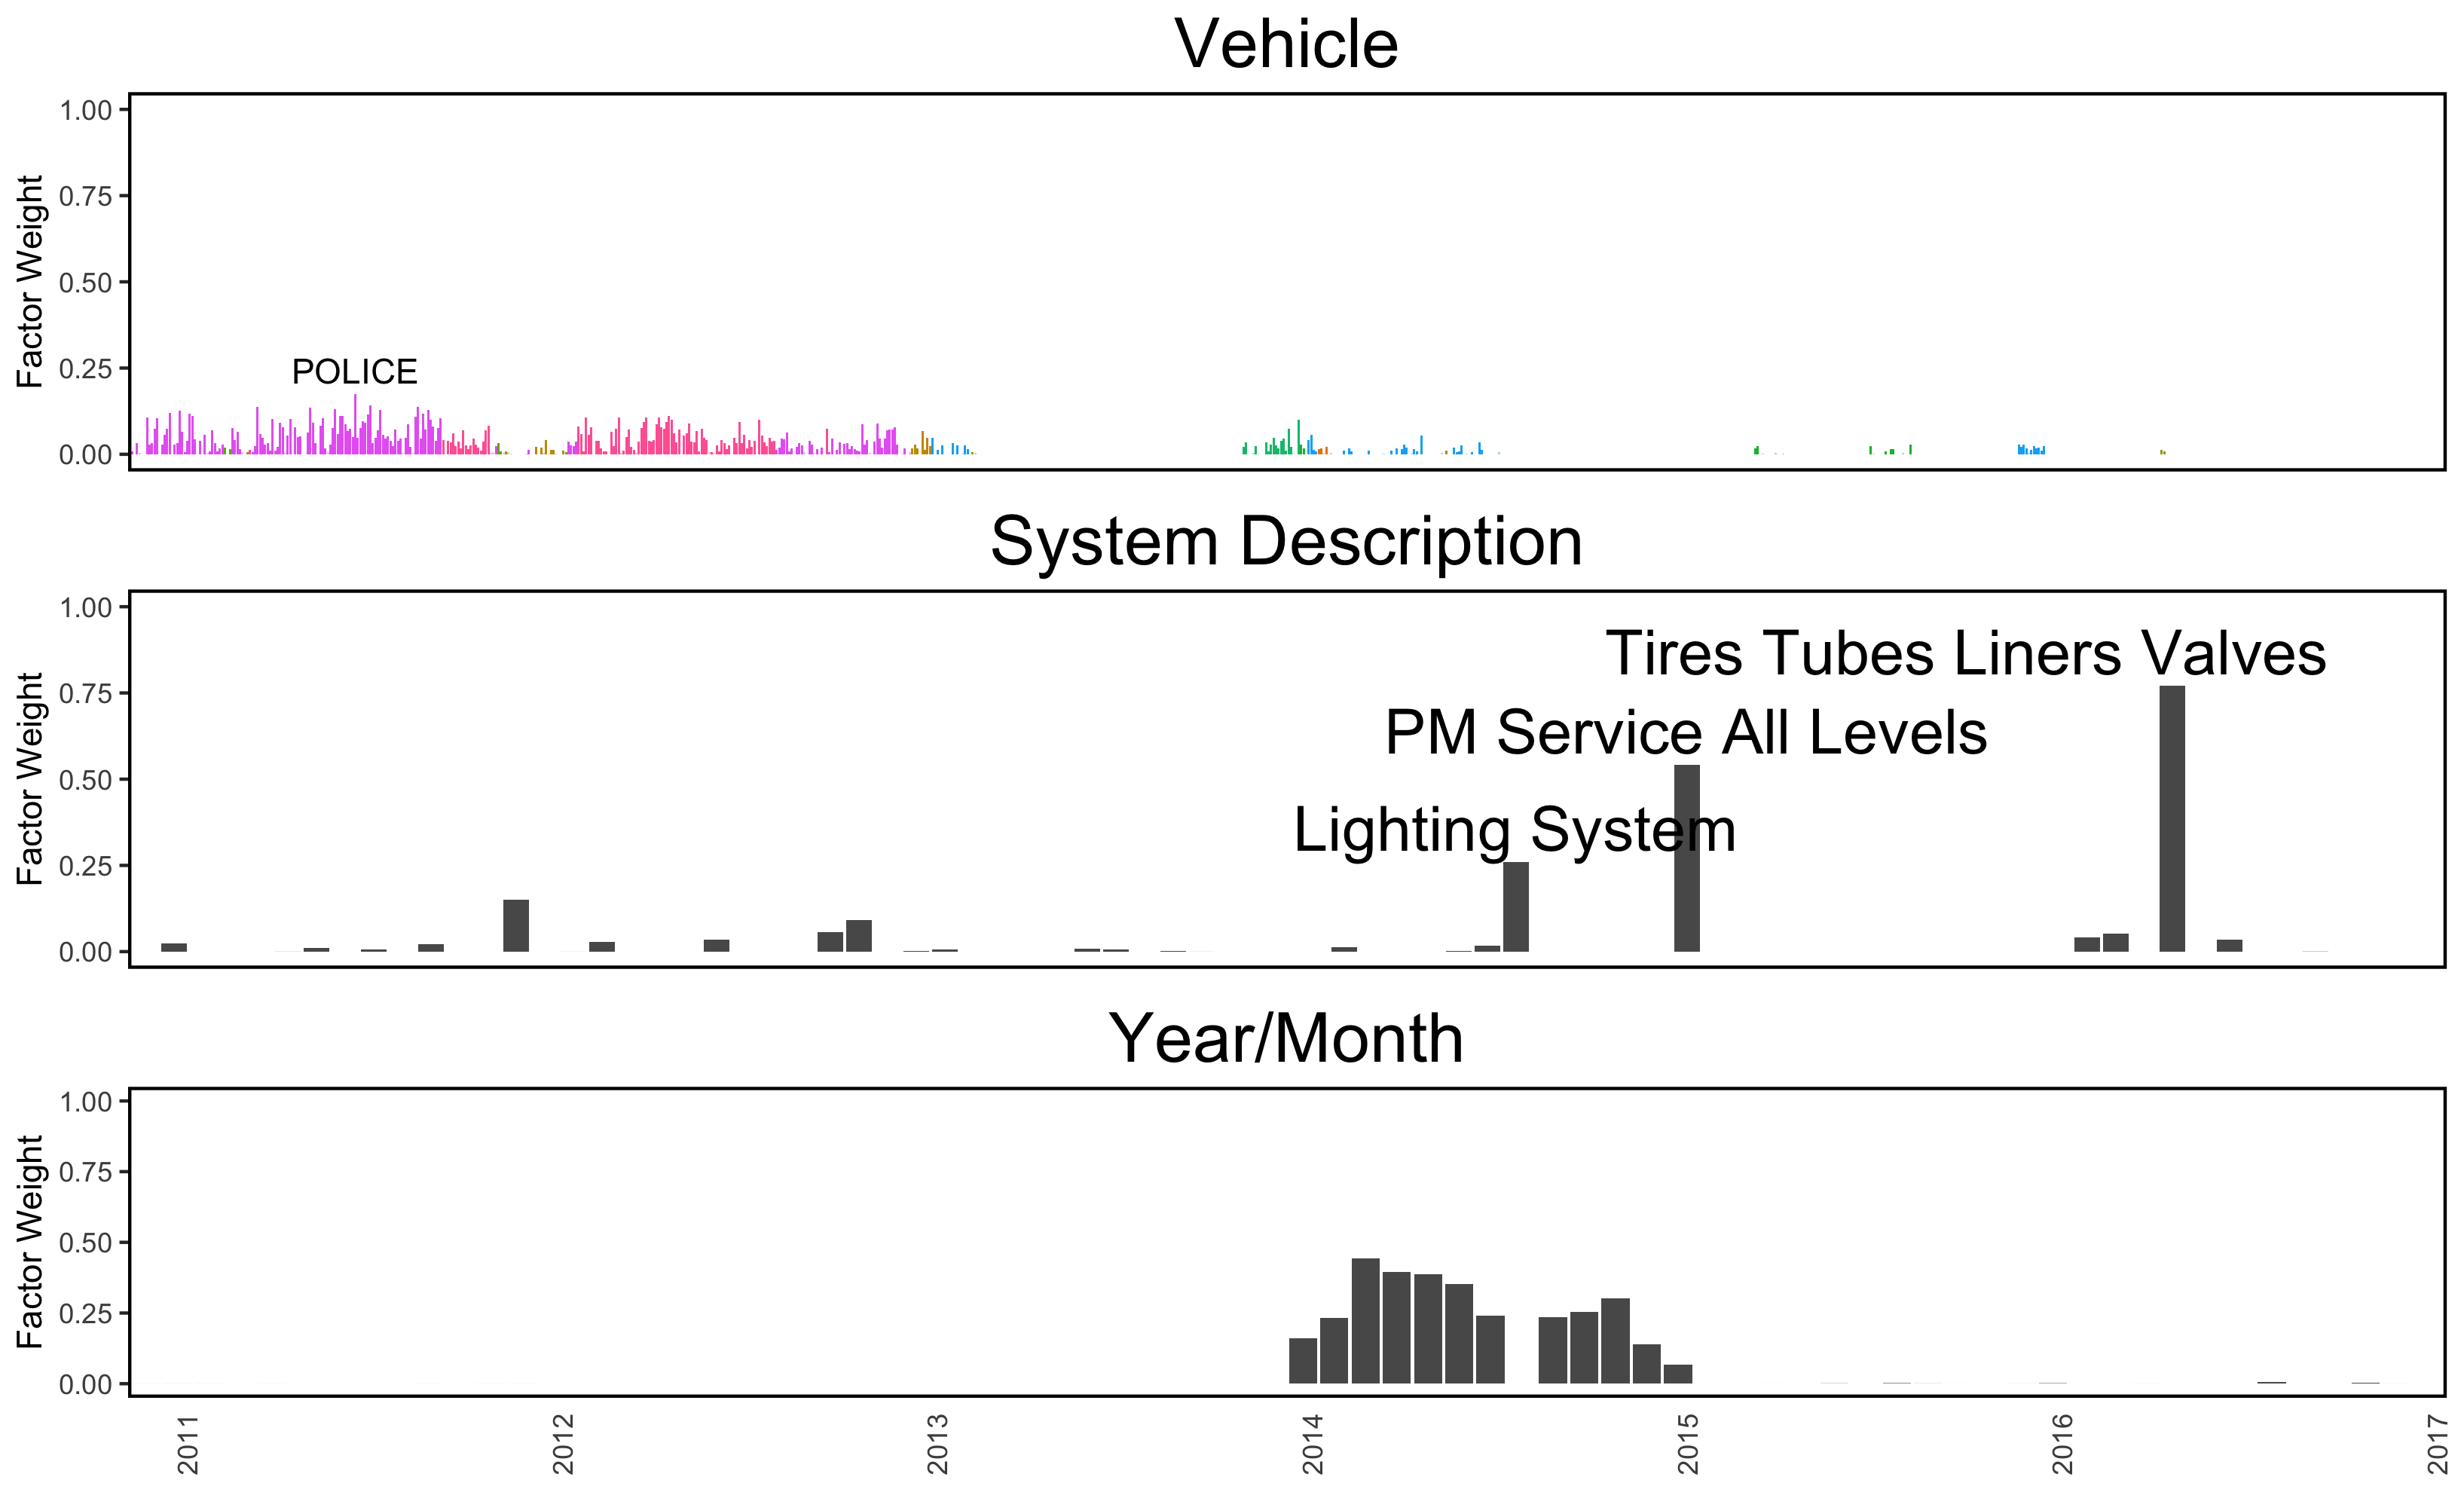 Vehicle
Factor Weight
1.00
0.75
0.50
0.25
0.00
POLICE
System Description
Factor Weight
1.00
0.75
0.50
0.25
0.00
Tires Tubes Liners Valves
PM Service All Levels
Lighting System
Year/Month
Factor Weight
1.00
0.75
0.50
0.25
0.00
2011 2012 2013 2014 2015 2016 2017